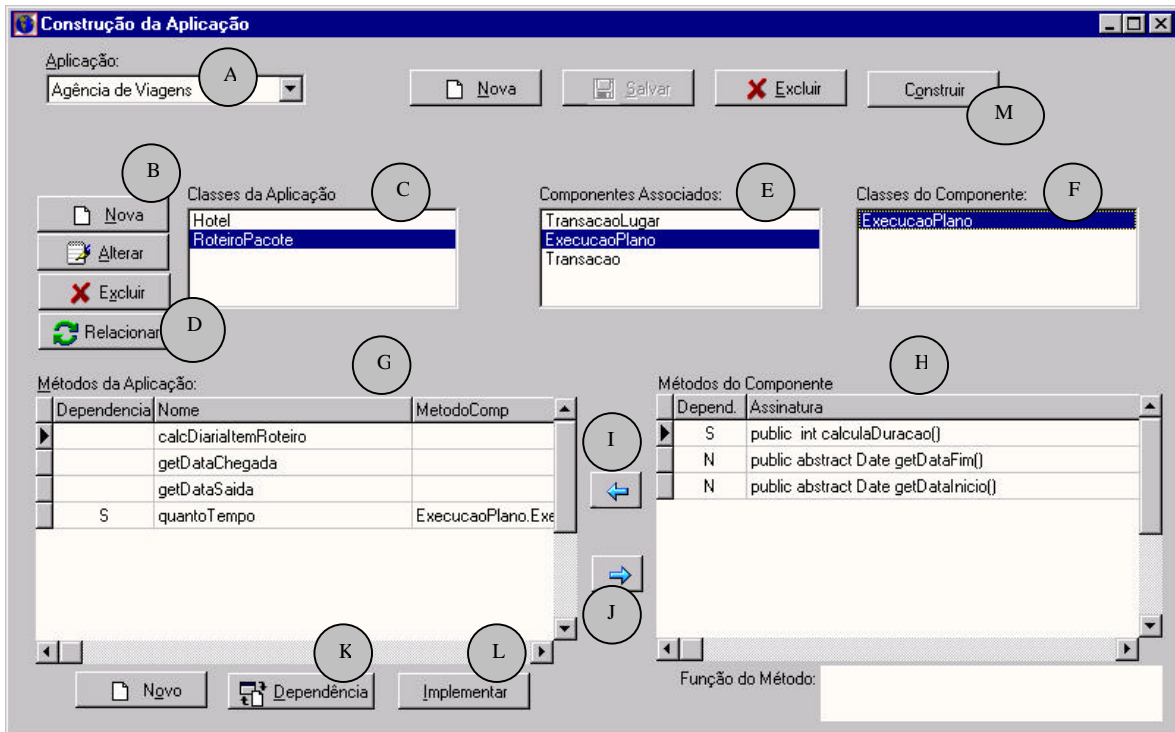 Construção da Aplicação
Aplicação:
Agência de Viagens
A
Nova
Salvar
Excluir
Construir
M
B
Nova
Alterar
Excluir
Relacionar
D
Classes da Aplicação
C
Hotel
RoteiroPacote
Componentes Associados:
E
TransacaoLugar
ExecucaoPlano
Transacao
Classes do Componente:
F
ExecucaoPlano
G
Métodos da Aplicação:
Dependencia Nome MetodoComp
calcDiariaItemRoteiro
getDataChegada
getDataSaida
S quantoTempo ExecucaoPlano.Exe
I
J
H
Métodos do Componente
Depend. Assinatura
S public int calculaDuracao()
N public abstract Date getDataFim()
N public abstract Date getDataInicio()
K
L
Novo
Dependência
Implementar
Função do Método: